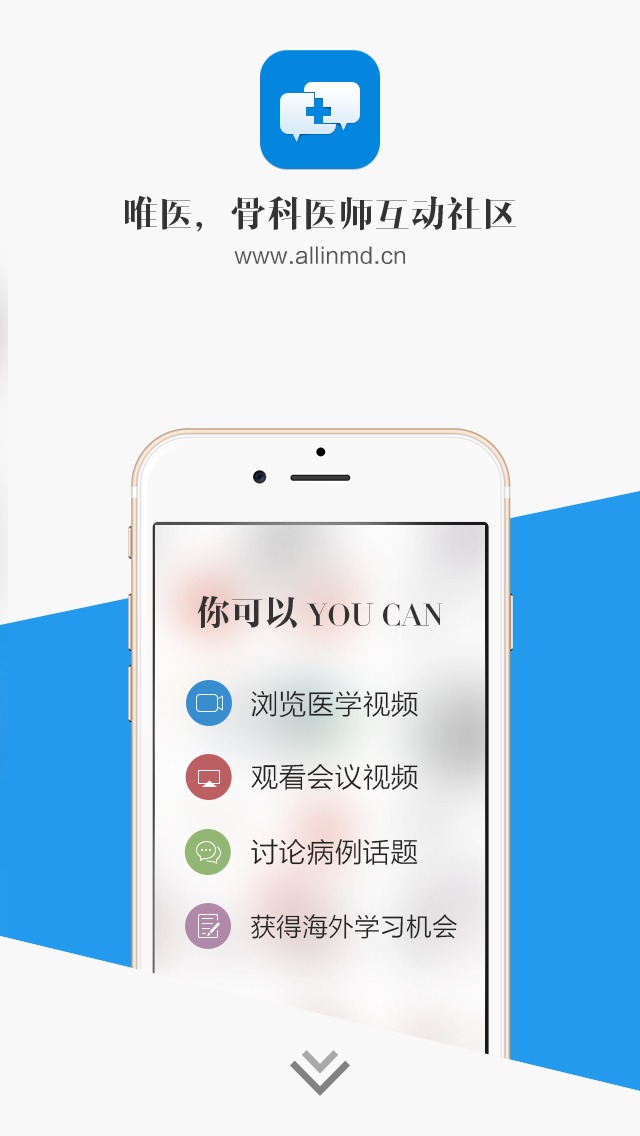 唯医，骨科医师互动社区
www.allinmd.cn
你可以 YOU CAN
浏览医学视频
观看会议视频
讨论病例话题
获得海外学习机会